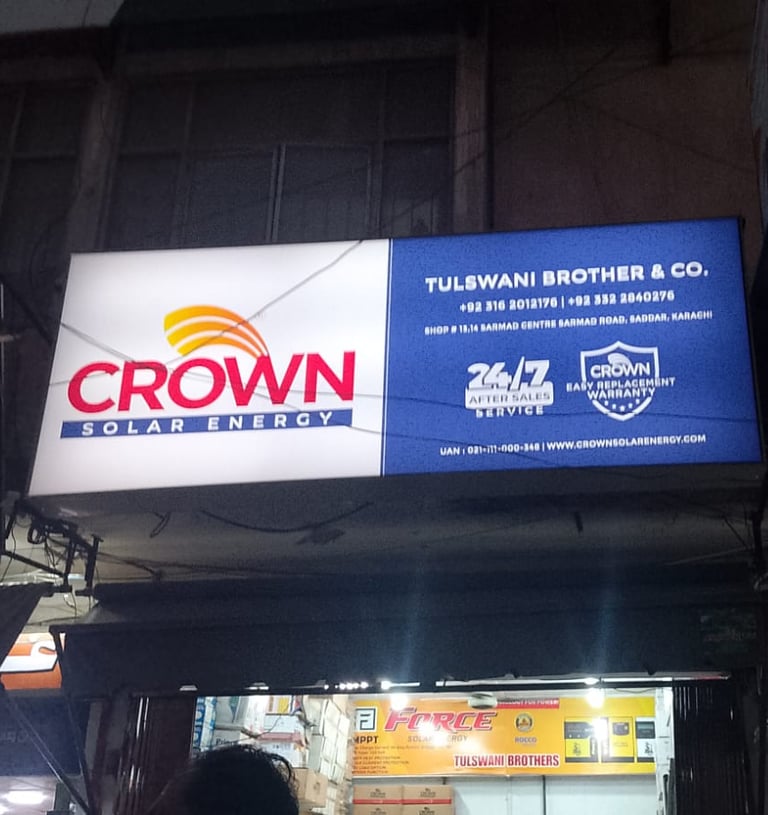 CROWN
SOLAR ENERGY
TULSWANI BROTHER & CO.
+92 316 2012176 | +92 332 2840276
SHOP # 13,14 SARMAD CENTRE SARMAD ROAD, SADDAR, KARACHI
24/7
AFTER SALES
SERVICE
CROWN
EASY REPLACEMENT
WARRANTY
UAN : 021-111-000-348 | WWW.CROWNSOLARENERGY.COM
FORCE
SOLAR ENERGY
MPPT
ROCCO
TULSWANI BROTHERS